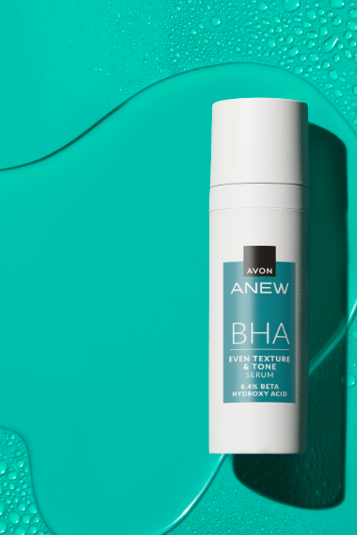 AVON
ANEW
BHA
EVEN TEXTURE
& TONE
SERUM
0.4% BETA
HYDROXY ACID